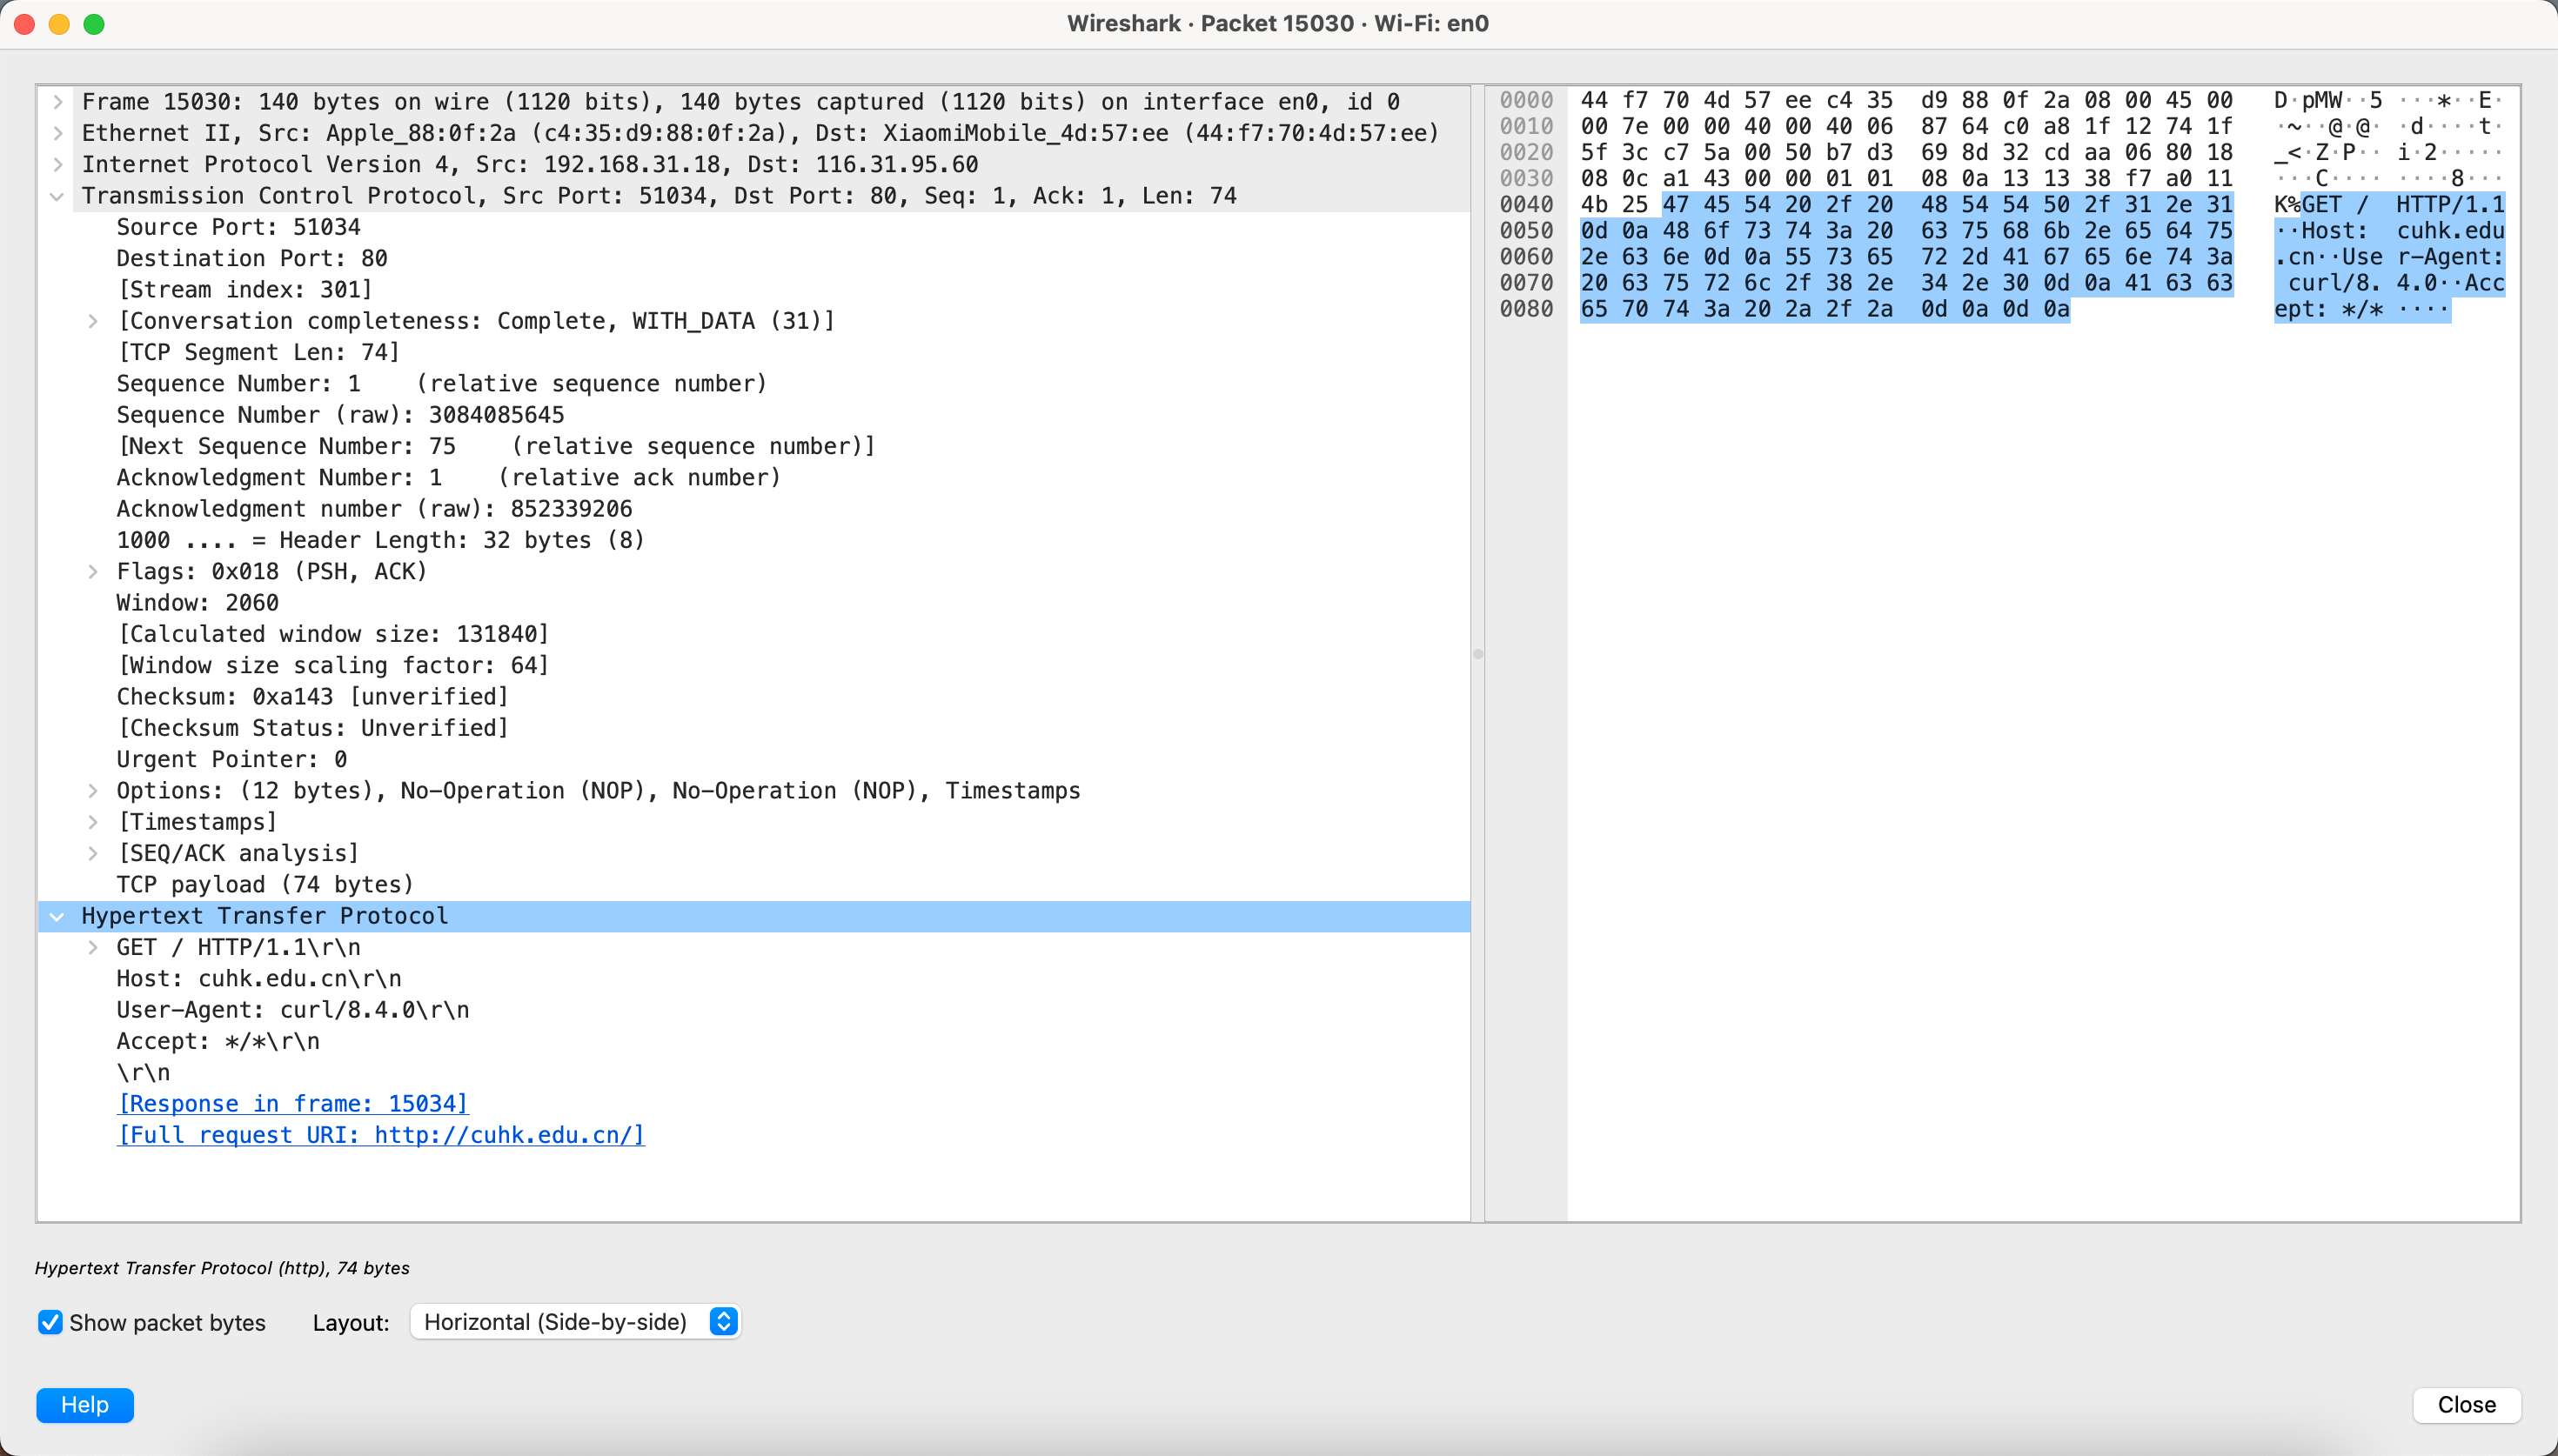 Wireshark · Packet 15030 · Wi-Fi: en0
Frame 15030: 140 bytes on wire (1120 bits), 140 bytes captured (1120 bits) on interface en0, id 0
Ethernet II, Src: Apple_88:0f:2a (c4:35:d9:88:0f:2a), Dst: XiaomiMobile_4d:57:ee (44:f7:70:4d:57:ee)
Internet Protocol Version 4, Src: 192.168.31.18, Dst: 116.31.95.60
Transmission Control Protocol, Src Port: 51034, Dst Port: 80, Seq: 1, Ack: 1, Len: 74
Source Port: 51034
Destination Port: 80
[Stream index: 301]
[Conversation completeness: Complete, WITH_DATA (31)]
[TCP Segment Len: 74]
Sequence Number: 1    (relative sequence number)
Sequence Number (raw): 3084085645
[Next Sequence Number: 75    (relative sequence number)]
Acknowledgment Number: 1    (relative ack number)
Acknowledgment number (raw): 852339206
1000 .... = Header Length: 32 bytes (8)
Flags: 0x018 (PSH, ACK)
Window: 2060
[Calculated window size: 131840]
[Window size scaling factor: 64]
Checksum: 0xa143 [unverified]
[Checksum Status: Unverified]
Urgent Pointer: 0
Options: (12 bytes), No-Operation (NOP), No-Operation (NOP), Timestamps
[Timestamps]
[SEQ/ACK analysis]
TCP payload (74 bytes)
Hypertext Transfer Protocol
GET / HTTP/1.1\r\n
Host: cuhk.edu.cn\r\n
User-Agent: curl/8.4.0\r\n
Accept: */*\r\n
\r\n
[Response in frame: 15034]
[Full request URI: http://cuhk.edu.cn/]
0000 44 f7 70 4d 57 ee c4 35 d9 88 0f 2a 08 00 45 00 D·pMW··5 ···*··E·
0010 00 7e 00 00 40 00 40 06 87 64 c0 a8 1f 12 74 1f ·~··@·@· ·d····t·
0020 5f 3c c7 5a 00 50 b7 d3 69 8d 32 cd aa 06 80 18 _<·Z·P·· i·2·····
0030 08 0c a1 43 00 00 01 01 08 0a 13 13 38 f7 a0 11 ···C···· ····8···
0040 4b 25 47 45 54 20 2f 20 48 54 54 50 2f 31 2e 31 K%GET / HTTP/1.1
0050 0d 0a 48 6f 73 74 3a 20 63 75 68 6b 2e 65 64 75 ··Host: cuhk.edu
0060 2e 63 6e 0d 0a 55 73 65 72 2d 41 67 65 6e 74 3a .cn··Use r-Agent:
0070 20 63 75 72 6c 2f 38 2e 34 2e 30 0d 0a 41 63 63 curl/8. 4.0··Acc
0080 65 70 74 3a 20 2a 2f 2a 0d 0a 0d 0a ept: */* ····
Hypertext Transfer Protocol (http), 74 bytes
Show packet bytes
Layout: Horizontal (Side-by-side)
Help
Close